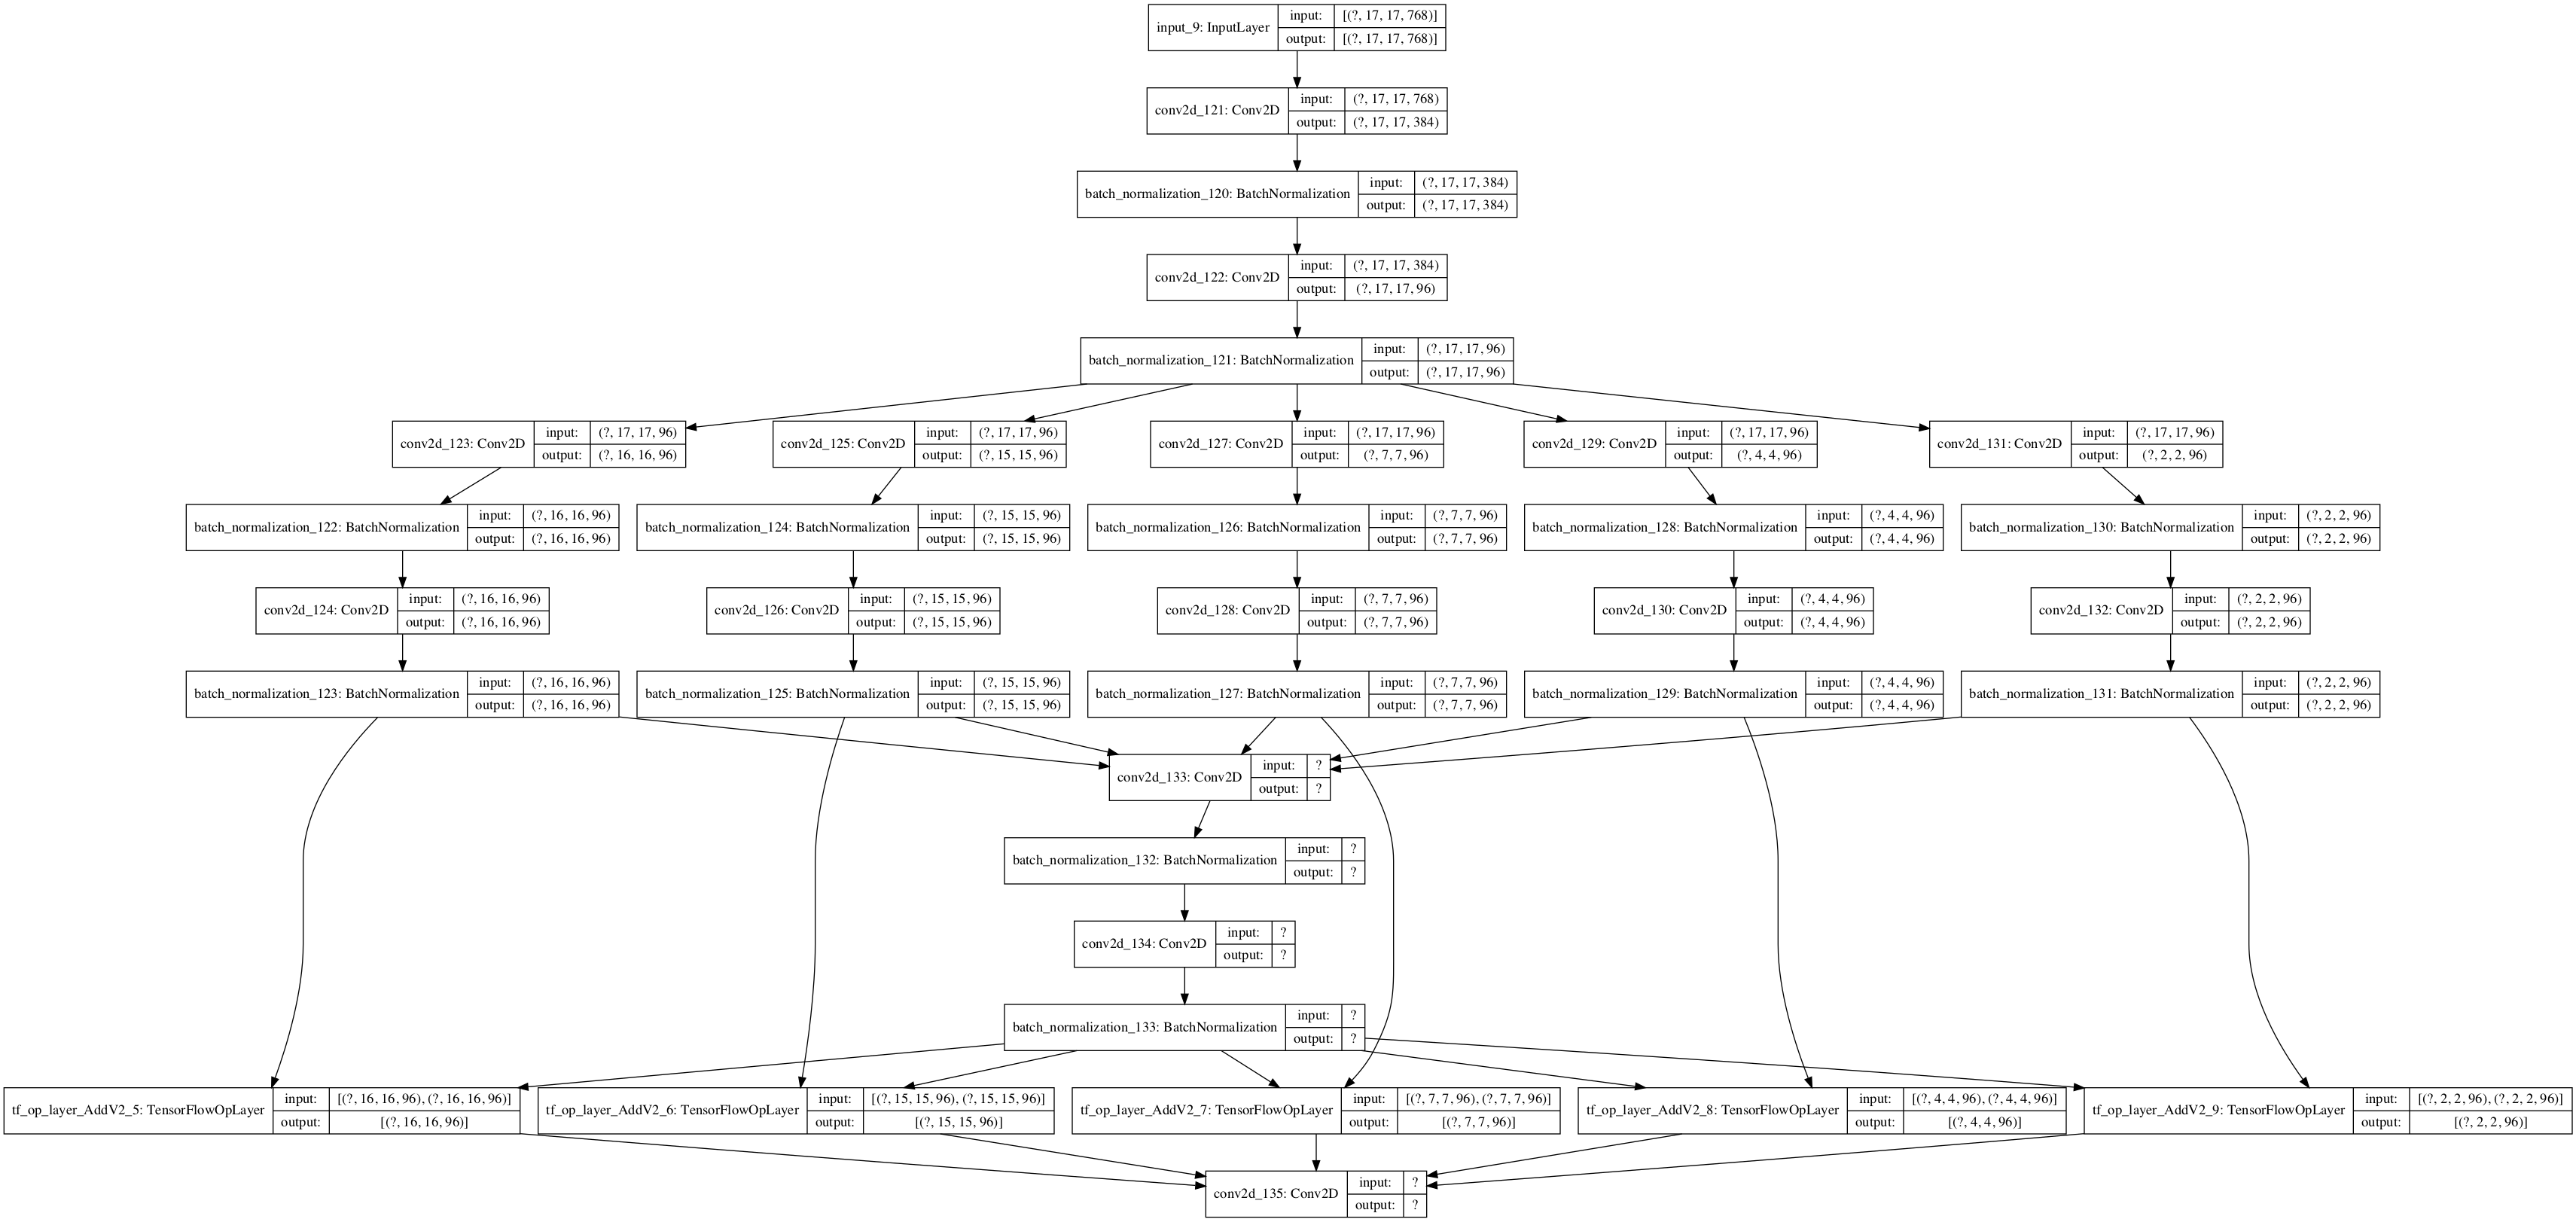 input_9: InputLayer
input: [(?, 17, 17, 768)]
output: [(?, 17, 17, 768)]
conv2d_121: Conv2D
input: (?, 17, 17, 768)
output: (?, 17, 17, 384)
batch_normalization_120: BatchNormalization
input: (?, 17, 17, 384)
output: (?, 17, 17, 384)
conv2d_122: Conv2D
input: (?, 17, 17, 384)
output: (?, 17, 17, 96)
batch_normalization_121: BatchNormalization
input: (?, 17, 17, 96)
output: (?, 17, 17, 96)
conv2d_123: Conv2D
input: (?, 17, 17, 96)
output: (?, 16, 16, 96)
conv2d_125: Conv2D
input: (?, 17, 17, 96)
output: (?, 15, 15, 96)
conv2d_127: Conv2D
input: (?, 17, 17, 96)
output: (?, 7, 7, 96)
conv2d_129: Conv2D
input: (?, 17, 17, 96)
output: (?, 4, 4, 96)
conv2d_131: Conv2D
input: (?, 17, 17, 96)
output: (?, 2, 2, 96)
batch_normalization_122: BatchNormalization
input: (?, 16, 16, 96)
output: (?, 16, 16, 96)
batch_normalization_124: BatchNormalization
input: (?, 15, 15, 96)
output: (?, 15, 15, 96)
batch_normalization_126: BatchNormalization
input: (?, 7, 7, 96)
output: (?, 7, 7, 96)
batch_normalization_128: BatchNormalization
input: (?, 4, 4, 96)
output: (?, 4, 4, 96)
batch_normalization_130: BatchNormalization
input: (?, 2, 2, 96)
output: (?, 2, 2, 96)
conv2d_124: Conv2D
input: (?, 16, 16, 96)
output: (?, 16, 16, 96)
conv2d_126: Conv2D
input: (?, 15, 15, 96)
output: (?, 15, 15, 96)
conv2d_128: Conv2D
input: (?, 7, 7, 96)
output: (?, 7, 7, 96)
conv2d_130: Conv2D
input: (?, 4, 4, 96)
output: (?, 4, 4, 96)
conv2d_132: Conv2D
input: (?, 2, 2, 96)
output: (?, 2, 2, 96)
batch_normalization_123: BatchNormalization
input: (?, 16, 16, 96)
output: (?, 16, 16, 96)
batch_normalization_125: BatchNormalization
input: (?, 15, 15, 96)
output: (?, 15, 15, 96)
batch_normalization_127: BatchNormalization
input: (?, 7, 7, 96)
output: (?, 7, 7, 96)
batch_normalization_129: BatchNormalization
input: (?, 4, 4, 96)
output: (?, 4, 4, 96)
batch_normalization_131: BatchNormalization
input: (?, 2, 2, 96)
output: (?, 2, 2, 96)
conv2d_133: Conv2D
input: ?
output: ?
batch_normalization_132: BatchNormalization
input: ?
output: ?
conv2d_134: Conv2D
input: ?
output: ?
batch_normalization_133: BatchNormalization
input: ?
output: ?
tf_op_layer_AddV2_5: TensorFlowOpLayer
input: [(?, 16, 16, 96), (?, 16, 16, 96)]
output: [(?, 16, 16, 96)]
tf_op_layer_AddV2_6: TensorFlowOpLayer
input: [(?, 15, 15, 96), (?, 15, 15, 96)]
output: [(?, 15, 15, 96)]
tf_op_layer_AddV2_7: TensorFlowOpLayer
input: [(?, 7, 7, 96), (?, 7, 7, 96)]
output: [(?, 7, 7, 96)]
tf_op_layer_AddV2_8: TensorFlowOpLayer
input: [(?, 4, 4, 96), (?, 4, 4, 96)]
output: [(?, 4, 4, 96)]
tf_op_layer_AddV2_9: TensorFlowOpLayer
input: [(?, 2, 2, 96), (?, 2, 2, 96)]
output: [(?, 2, 2, 96)]
conv2d_135: Conv2D
input: ?
output: ?